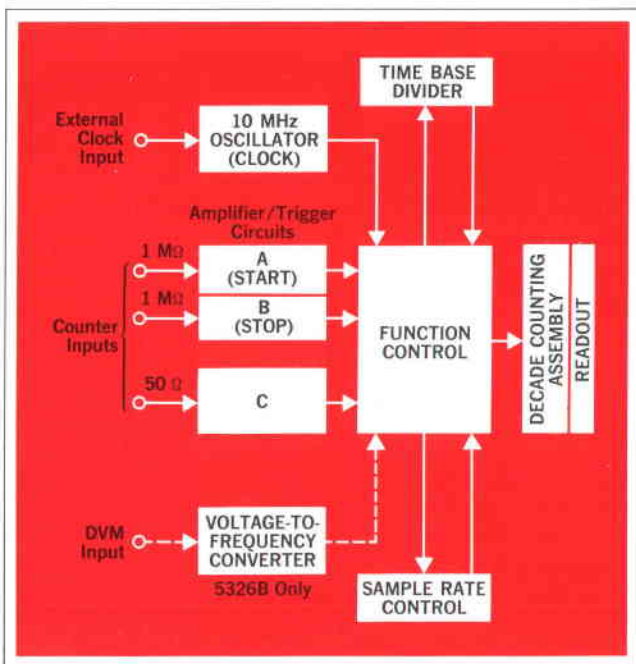 TIME BASE
DIVIDER
External
Clock
Input
10 MHz
OSCILLATOR
(CLOCK)
Amplifier/Trigger
Circuits
1 MΩ
A
(START)
1 MΩ
B
(STOP)
Counter
Inputs
50 Ω
C
FUNCTION
CONTROL
DECADE COUNTING
ASSEMBLY
READOUT
DVM
Input
VOLTAGE-TO-
FREQUENCY
CONVERTER
5326B Only
SAMPLE RATE
CONTROL